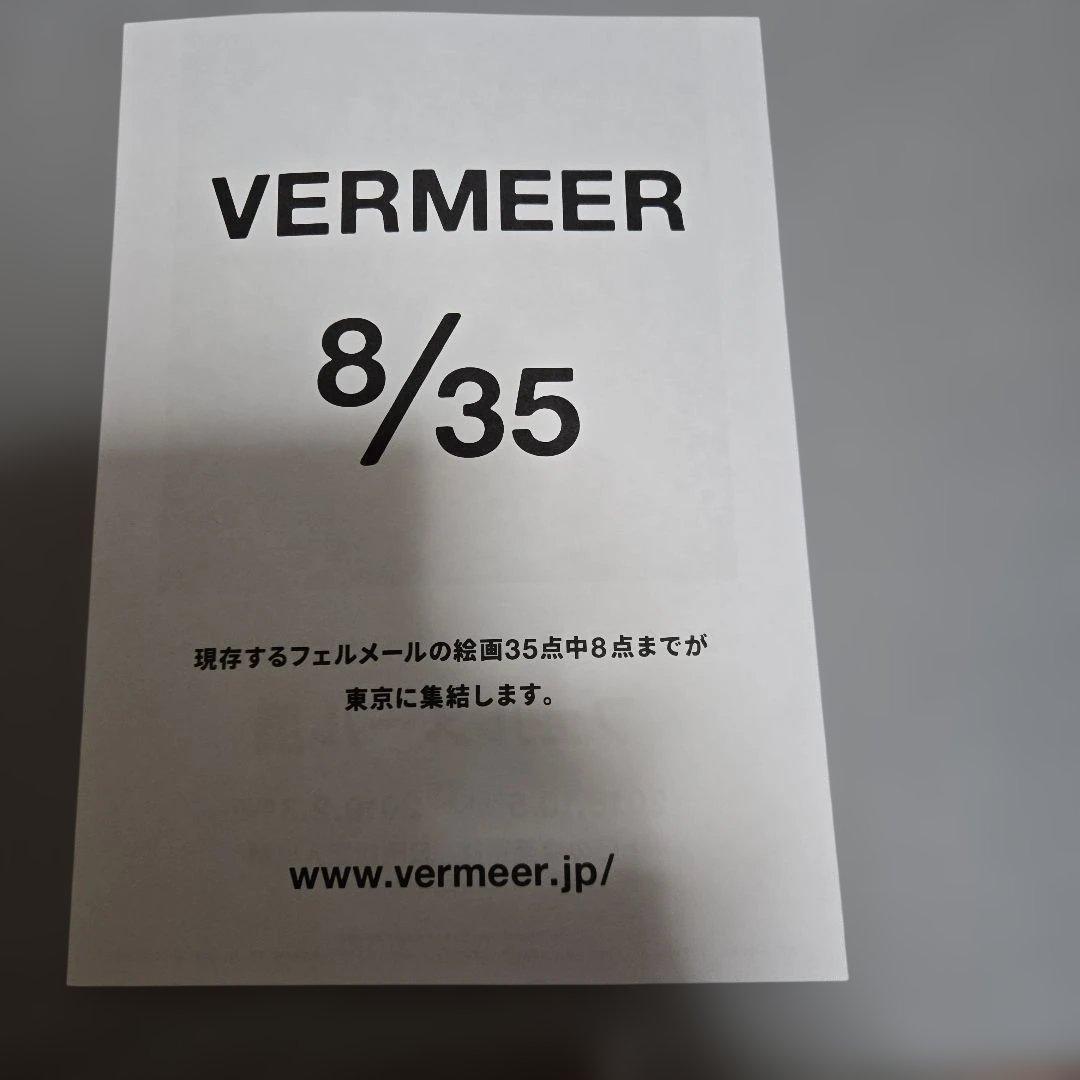 VERMEER
8/35
現存するフェルメールの絵画35点中8点までが
東京に集結します。
www.vermeer.jp/